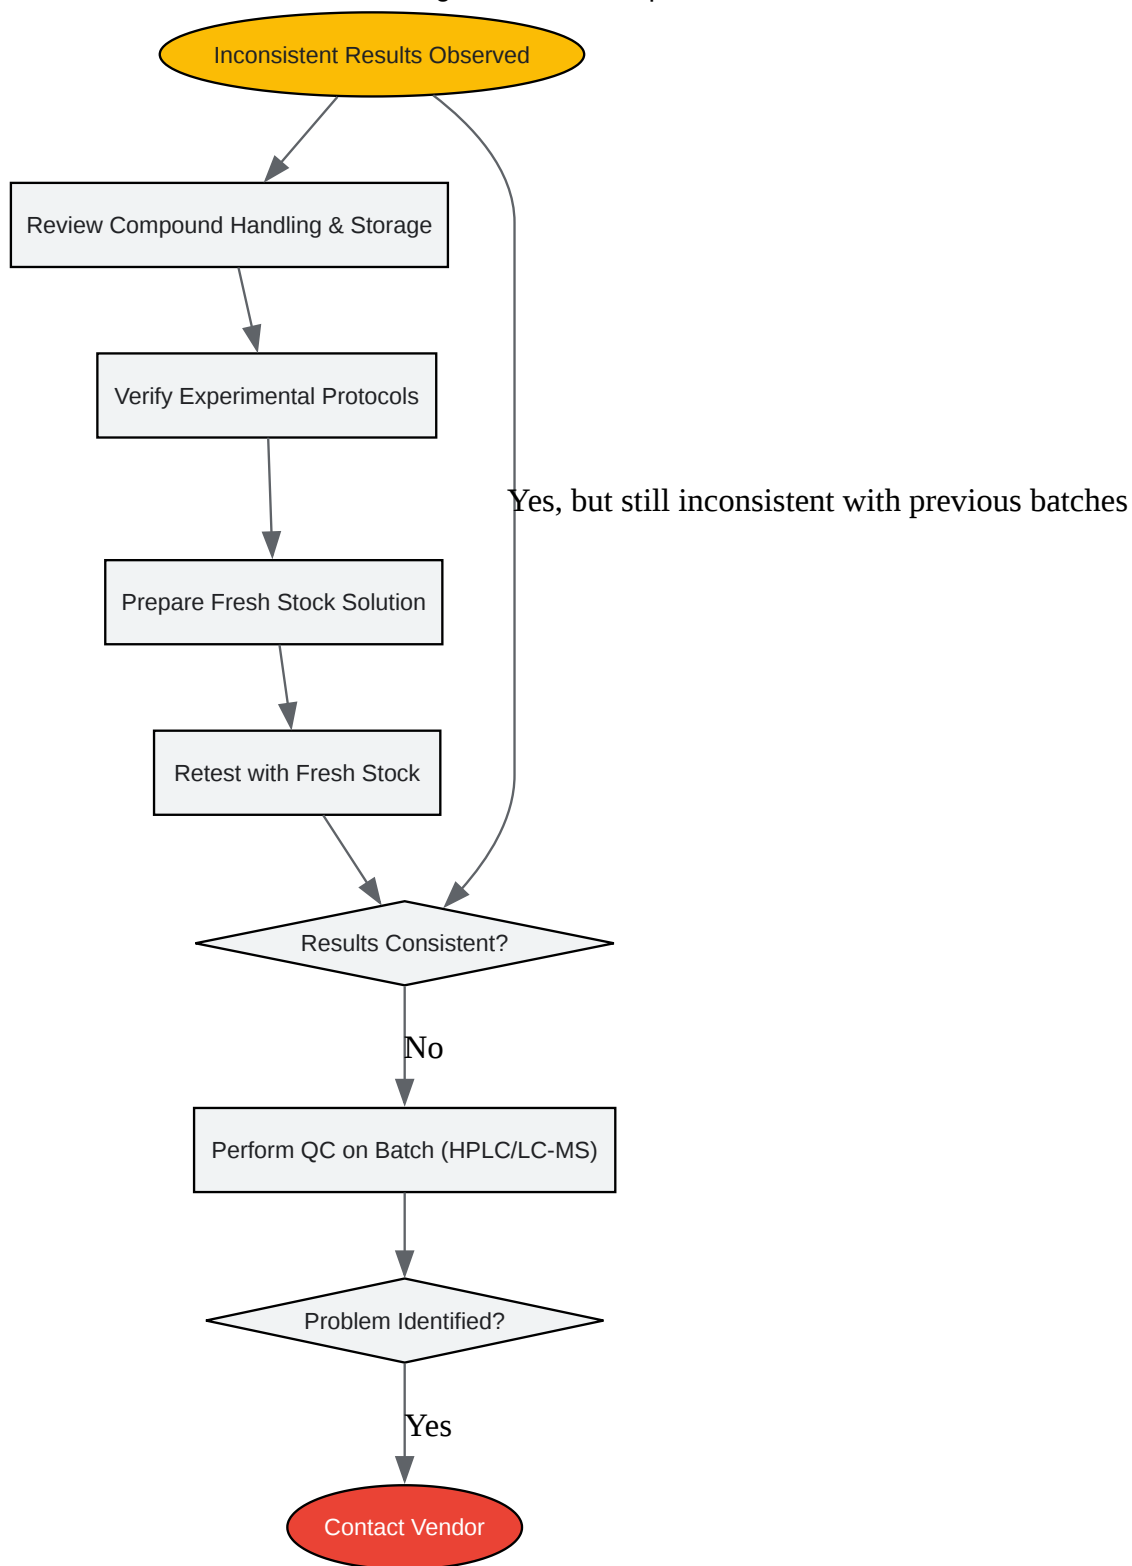 Inconsistent Results Observed
Review Compound Handling & Storage
Verify Experimental Protocols
Yes, but still inconsistent with previous batches
Prepare Fresh Stock Solution
Retest with Fresh Stock
Results Consistent?
No
Perform QC on Batch (HPLC/LC-MS)
Problem Identified?
Yes
Contact Vendor